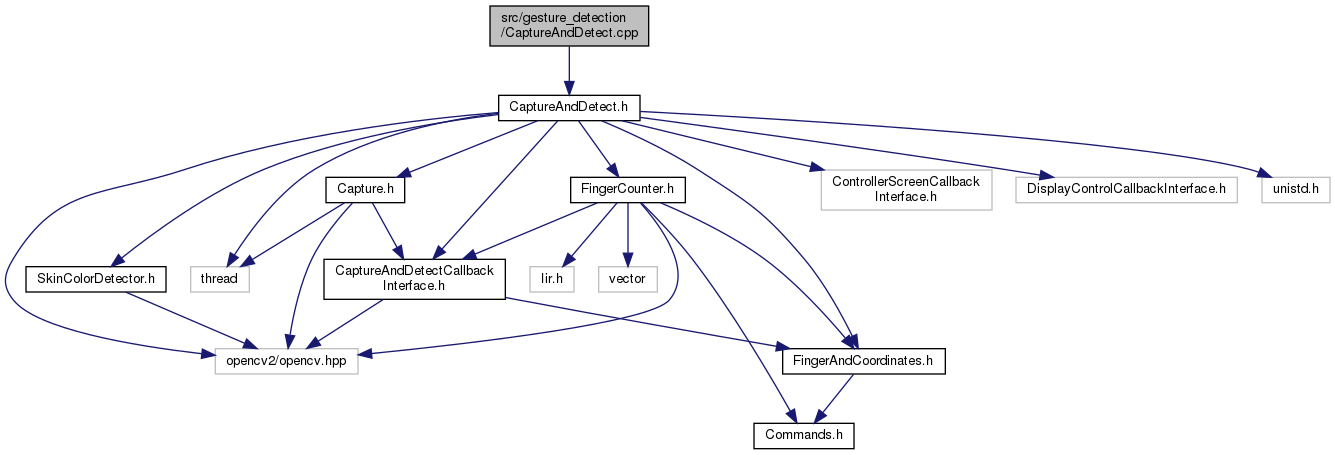 src/gesture_detection
/CaptureAndDetect.cpp
CaptureAndDetect.h
Capture.h
FingerCounter.h
ControllerScreenCallback
Interface.h
DisplayControlCallbackInterface.h
unistd.h
SkinColorDetector.h
thread
CaptureAndDetectCallback
Interface.h
lir.h
vector
opencv2/opencv.hpp
FingerAndCoordinates.h
Commands.h